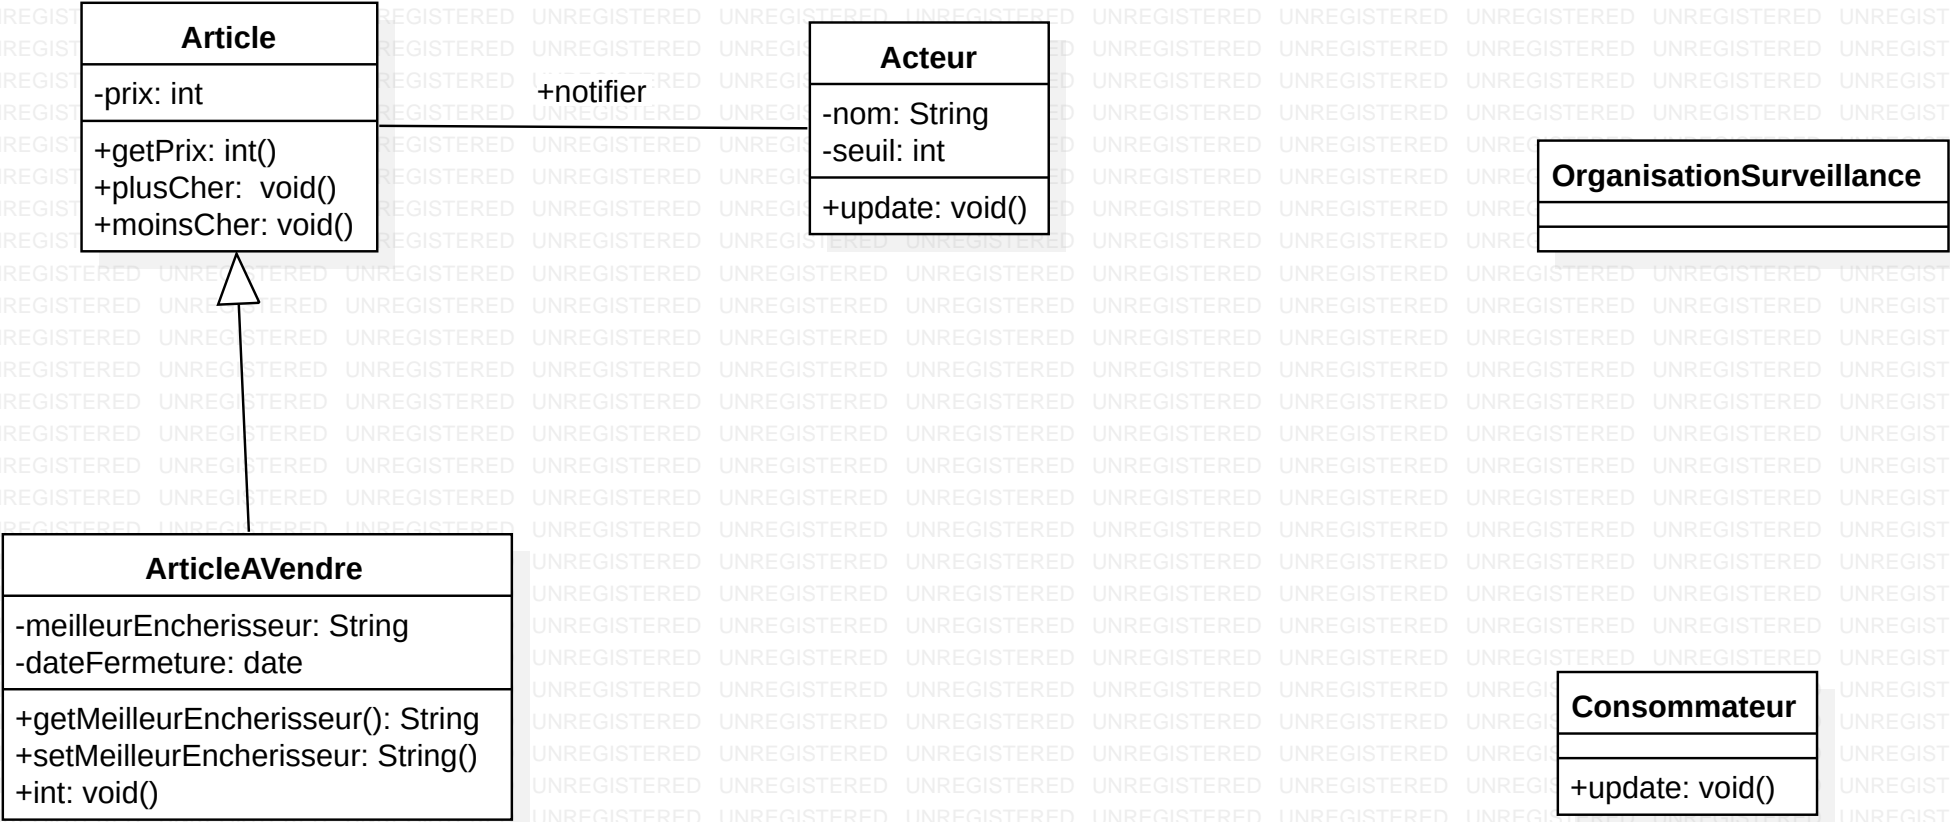 Article
-prix: int
+getPrix: int()
+plusCher:  void()
+moinsCher: void()
+notifier
Acteur
-nom: String
-seuil: int
+update: void()
OrganisationSurveillance
ArticleAVendre
-meilleurEncherisseur: String
-dateFermeture: date
+getMeilleurEncherisseur(): String
+setMeilleurEncherisseur: String()
+int: void()
Consommateur
+update: void()